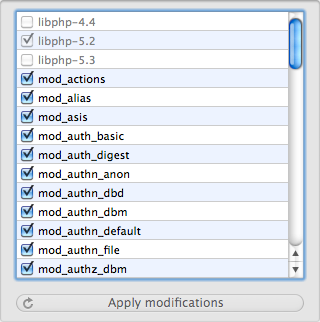 libphp-4.4
libphp-5.2
libphp-5.3
mod_actions
mod_alias
mod_asis
mod_auth_basic
mod_auth_digest
mod_authn_anon
mod_authn_dbd
mod_authn_dbm
mod_authn_default
mod_authn_file
mod_authz_dbm
Apply modifications